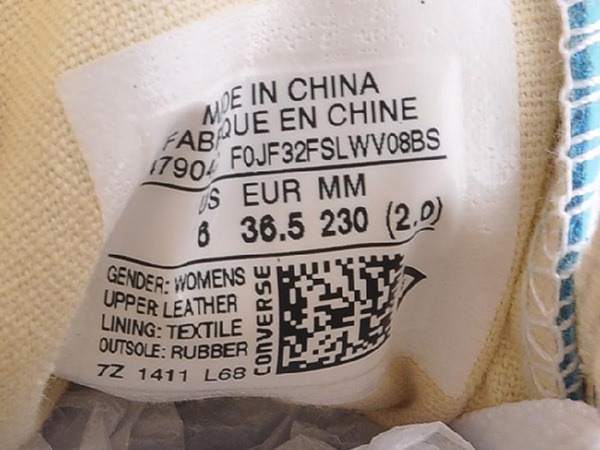 MADE IN CHINA
FABRIQUE EN CHINE
F0JF32FSLWV08BS
US EUR MM
6 36.5 230 (2.0)
GENDER: WOMENS
UPPER: LEATHER
LINING: TEXTILE
OUTSOLE: RUBBER
7Z 1411 L68
CONVERSE